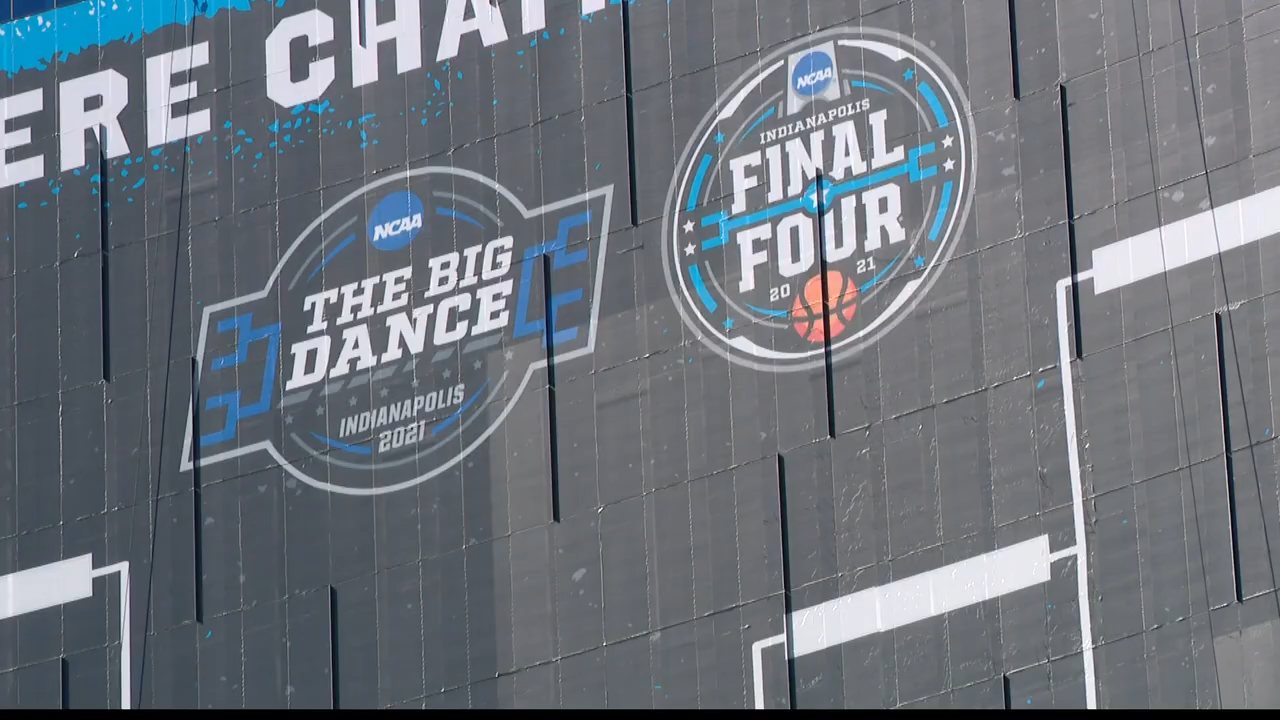 ERE CHAM
NCAA
THE BIG
DANCE
INDIANAPOLIS
2021
NCAA
INDIANAPOLIS
FINAL
FOUR
20 21